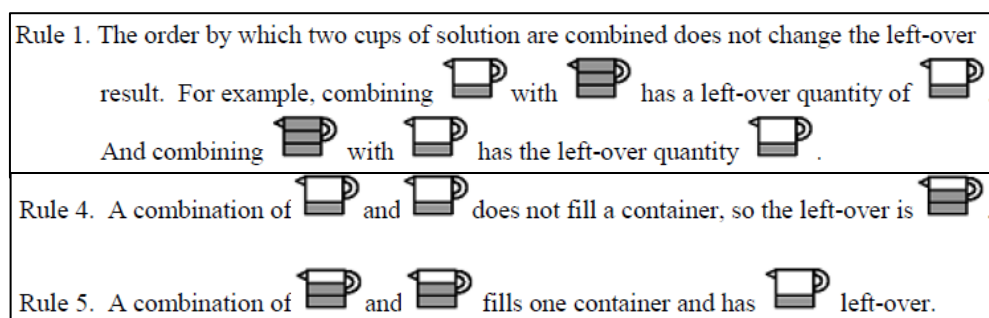 Rule 1. The order by which two cups of solution are combined does not change the left-over
result. For example, combining with has a left-over quantity of .
And combining with has the left-over quantity .
Rule 4. A combination of and does not fill a container, so the left-over is .
Rule 5. A combination of and fills one container and has left-over.